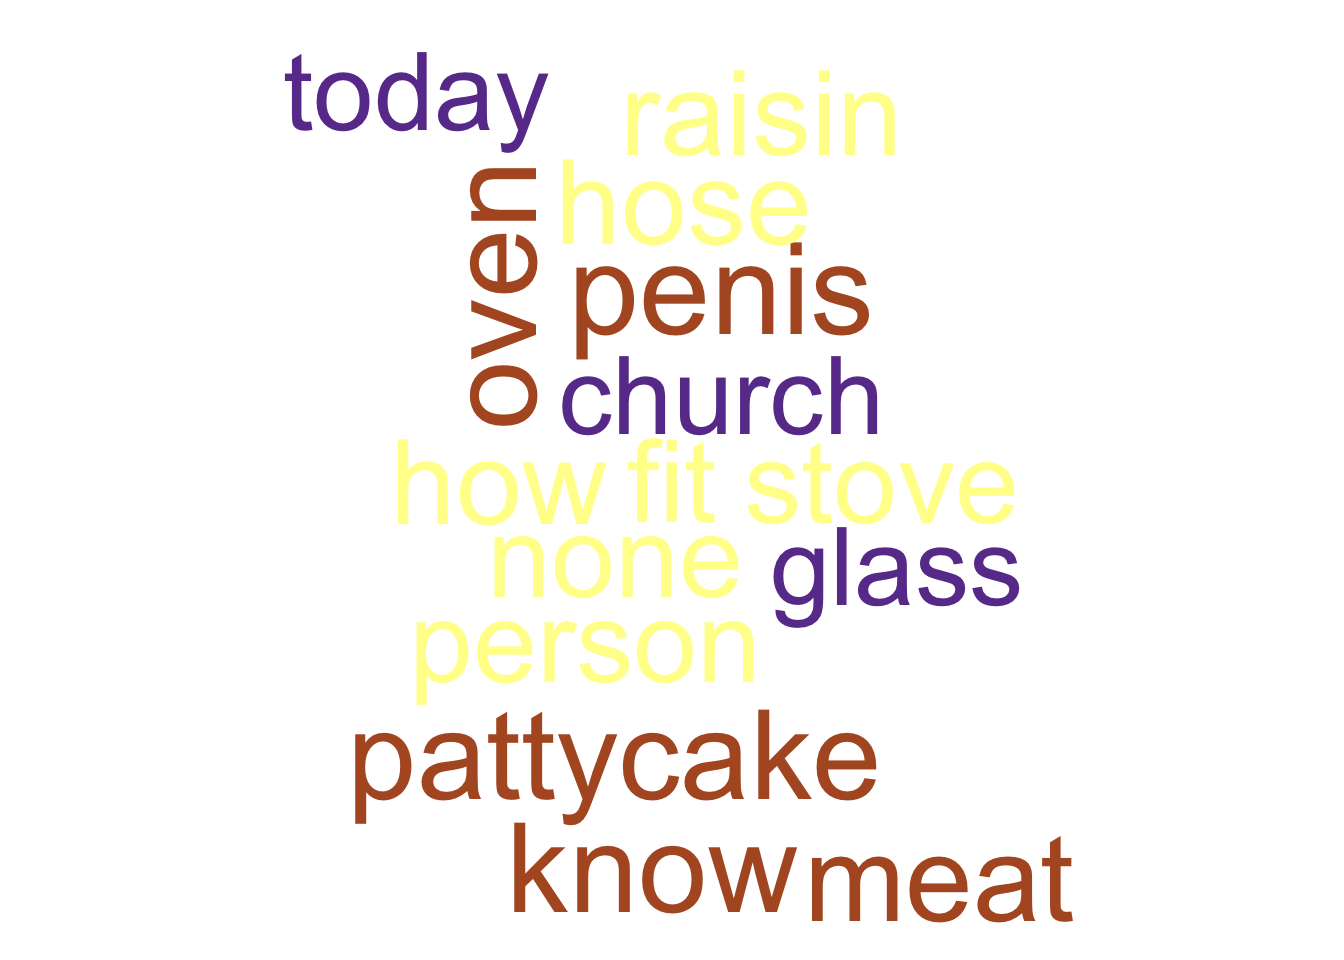 today
raisin
oven
hose
penis
church
how fit stove
none
glass
person
pattycake
know
meat